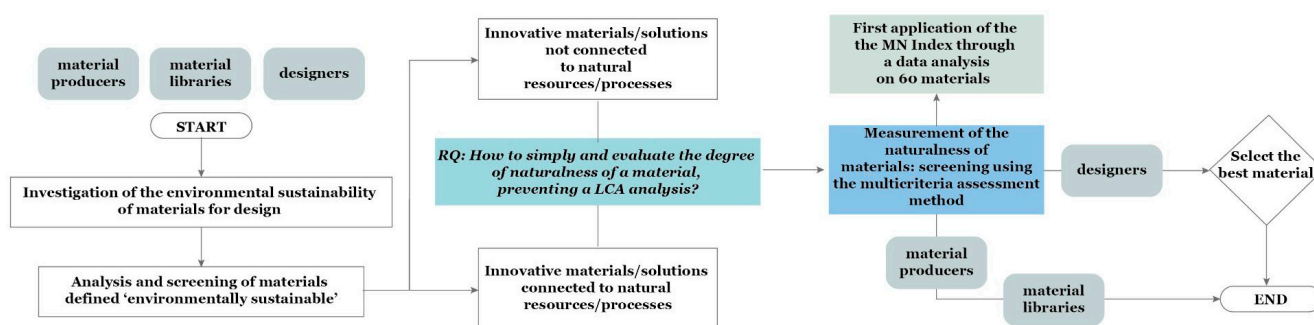 material
producers
material
libraries
designers
START
Investigation of the environmental sustainability
of materials for design
Analysis and screening of materials
defined ‘environmentally sustainable’
Innovative materials/solutions
not connected
to natural
resources/processes
RQ: How to simply and evaluate the degree
of naturalness of a material,
preventing a LCA analysis?
Innovative materials/solutions
connected to natural
resources/processes
First application of the
the MN Index through
a data analysis
on 60 materials
Measurement of the
naturalness of
materials: screening using
the multicriteria assessment
method
designers
Select the
best material
material
producers
material
libraries
END